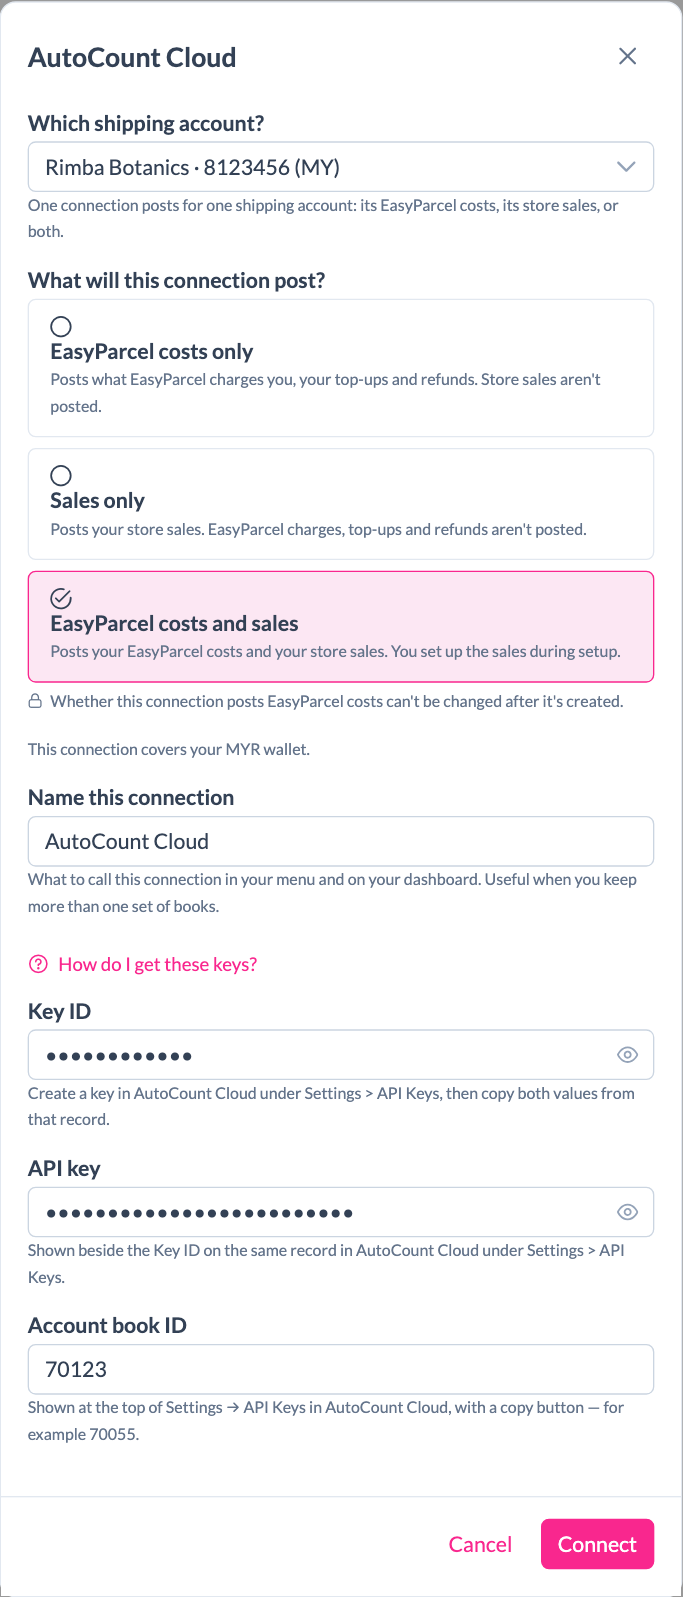 AutoCount Cloud
Which shipping account?
Rimba Botanics · 8123456 (MY)
One connection posts for one shipping account: its EasyParcel costs, its store sales, or
both.
What will this connection post?
EasyParcel costs only
Posts what EasyParcel charges you, your top-ups and refunds. Store sales aren't
posted.
Sales only
Posts your store sales. EasyParcel charges, top-ups and refunds aren't posted.
EasyParcel costs and sales
Posts your EasyParcel costs and your store sales. You set up the sales during setup.
Whether this connection posts EasyParcel costs can't be changed after it's created.
This connection covers your MYR wallet.
Name this connection
AutoCount Cloud
What to call this connection in your menu and on your dashboard. Useful when you keep
more than one set of books.
How do I get these keys?
Key ID
••••••••••••
Create a key in AutoCount Cloud under Settings > API Keys, then copy both values from
that record.
API key
•••••••••••••••••••••••••
Shown beside the Key ID on the same record in AutoCount Cloud under Settings > API
Keys.
Account book ID
70123
Shown at the top of Settings → API Keys in AutoCount Cloud, with a copy button — for
example 70055.
Cancel
Connect